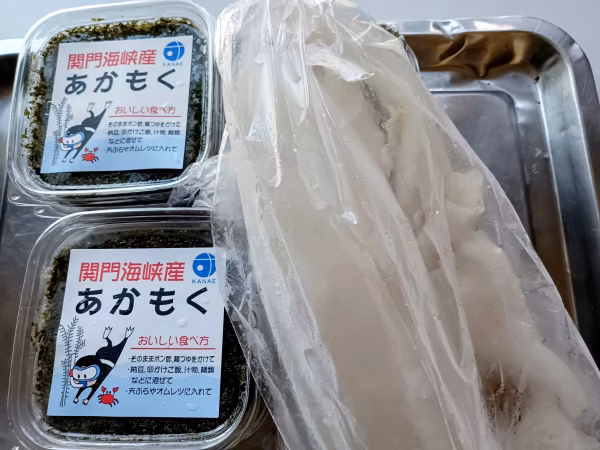 関門海峡産
KANAE
あかもく
おいしい食べ方
・そのままポン酢、麺つゆをかけて
・納豆、卵かけご飯、汁物、麺類
などに混ぜて
・天ぷらやオムレツに入れて
関門海峡産
KANAE
あかもく
おいしい食べ方
・そのままポン酢、麺つゆをかけて
・納豆、卵かけご飯、汁物、麺類
などに混ぜて
・天ぷらやオムレツに入れて